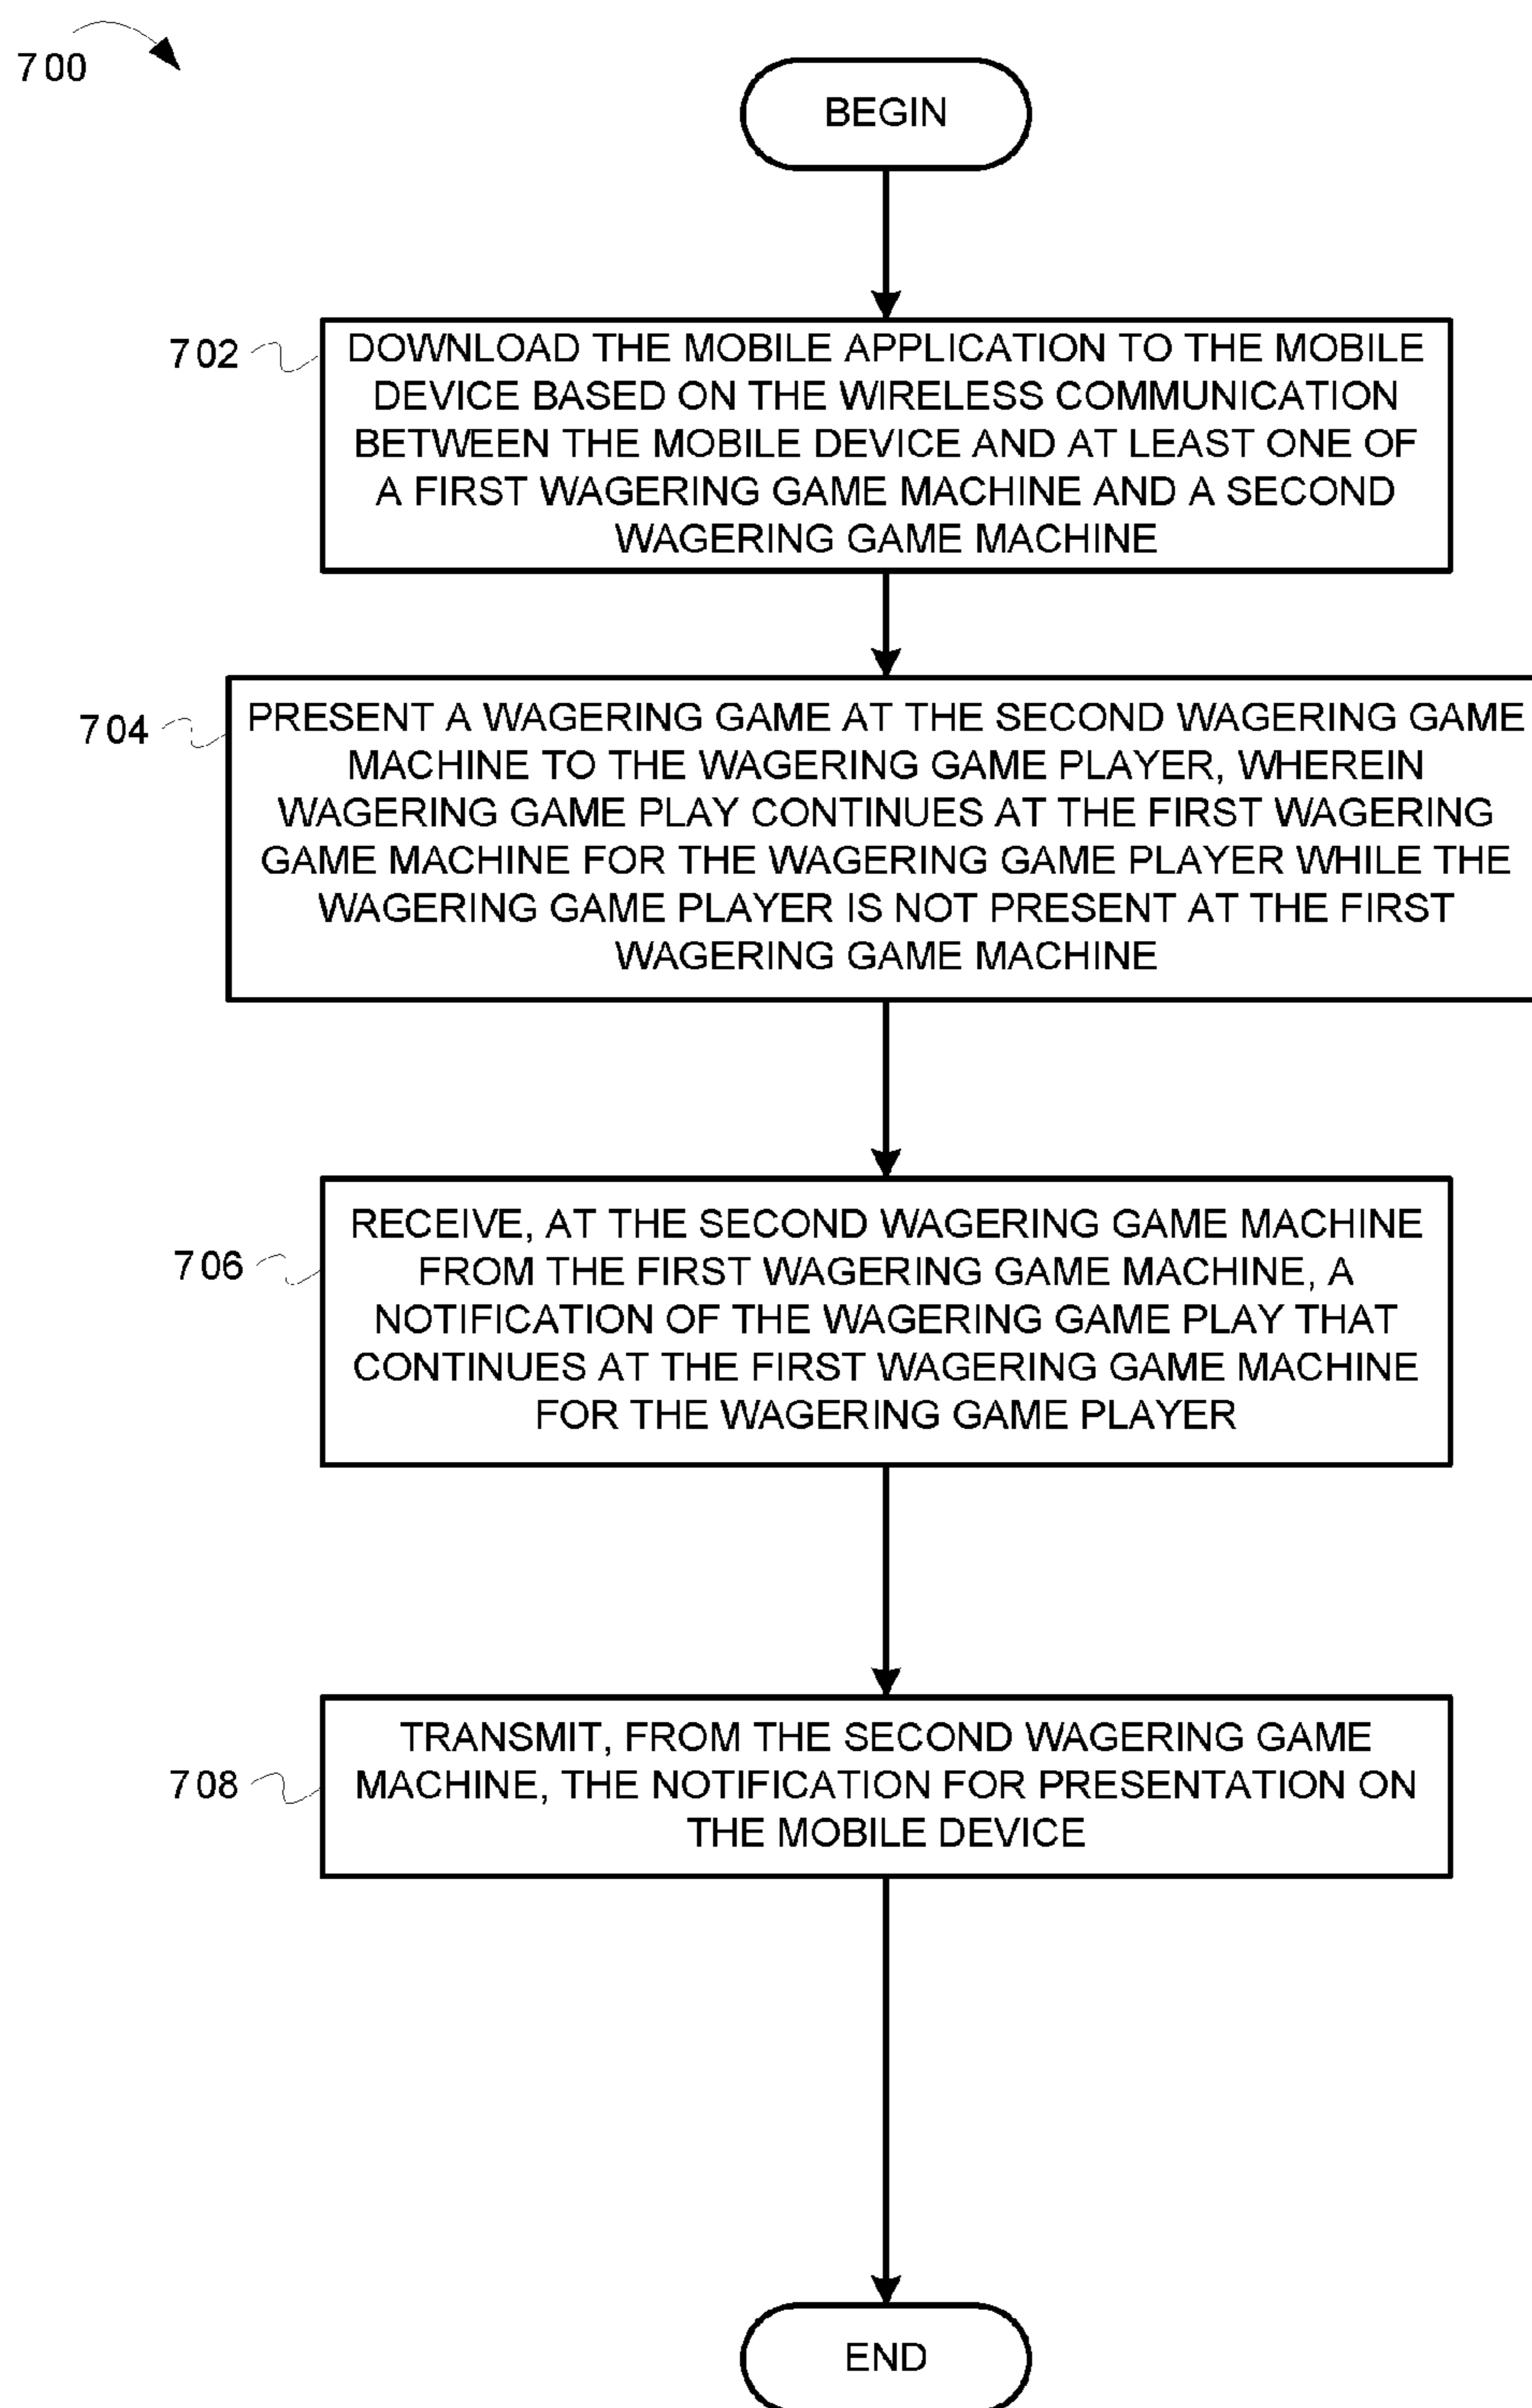 700
BEGIN
702
DOWNLOAD THE MOBILE APPLICATION TO THE MOBILE
DEVICE BASED ON THE WIRELESS COMMUNICATION
BETWEEN THE MOBILE DEVICE AND AT LEAST ONE OF
A FIRST WAGERING GAME MACHINE AND A SECOND
WAGERING GAME MACHINE
704
PRESENT A WAGERING GAME AT THE SECOND WAGERING GAME
MACHINE TO THE WAGERING GAME PLAYER, WHEREIN
WAGERING GAME PLAY CONTINUES AT THE FIRST WAGERING
GAME MACHINE FOR THE WAGERING GAME PLAYER WHILE THE
WAGERING GAME PLAYER IS NOT PRESENT AT THE FIRST
WAGERING GAME MACHINE
706
RECEIVE, AT THE SECOND WAGERING GAME MACHINE
FROM THE FIRST WAGERING GAME MACHINE, A
NOTIFICATION OF THE WAGERING GAME PLAY THAT
CONTINUES AT THE FIRST WAGERING GAME MACHINE
FOR THE WAGERING GAME PLAYER
708
TRANSMIT, FROM THE SECOND WAGERING GAME
MACHINE, THE NOTIFICATION FOR PRESENTATION ON
THE MOBILE DEVICE
END